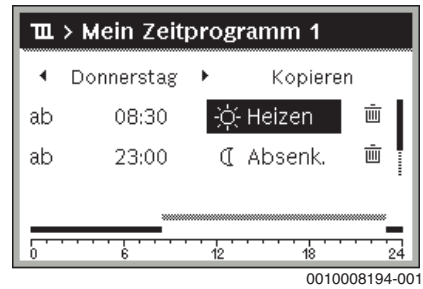 > Mein Zeitprogramm 1
Donnerstag Kopieren
ab 08:30 Heizen
ab 23:00 Absenk.
0 6 12 18 24
0010008194-001